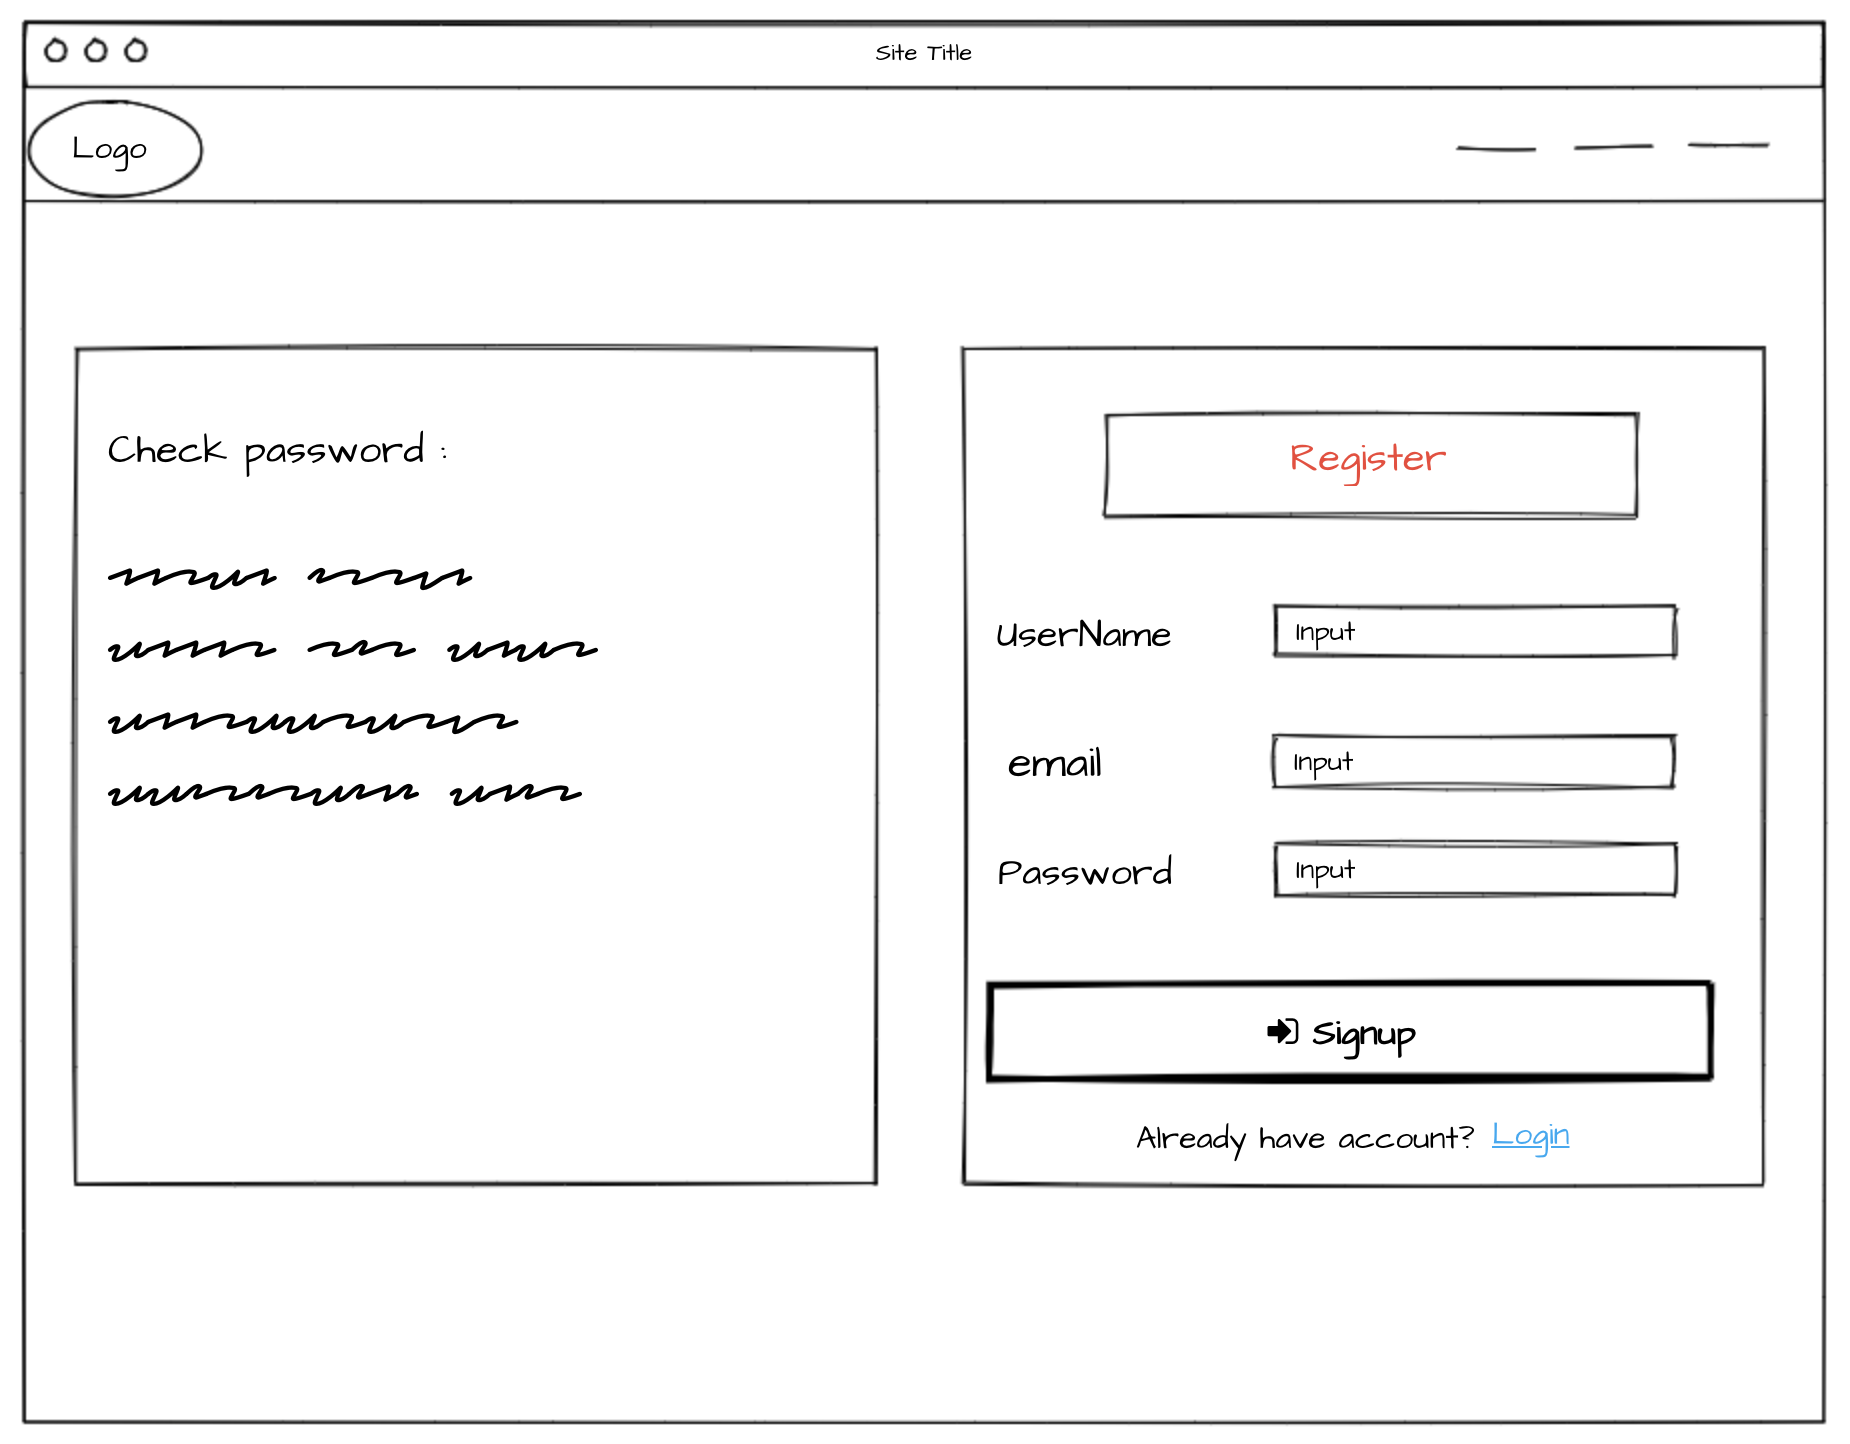 Site Title
Logo
Check password :
Register
UserName
Input
email
Input
Password
Input
Signup
Already have account? Login